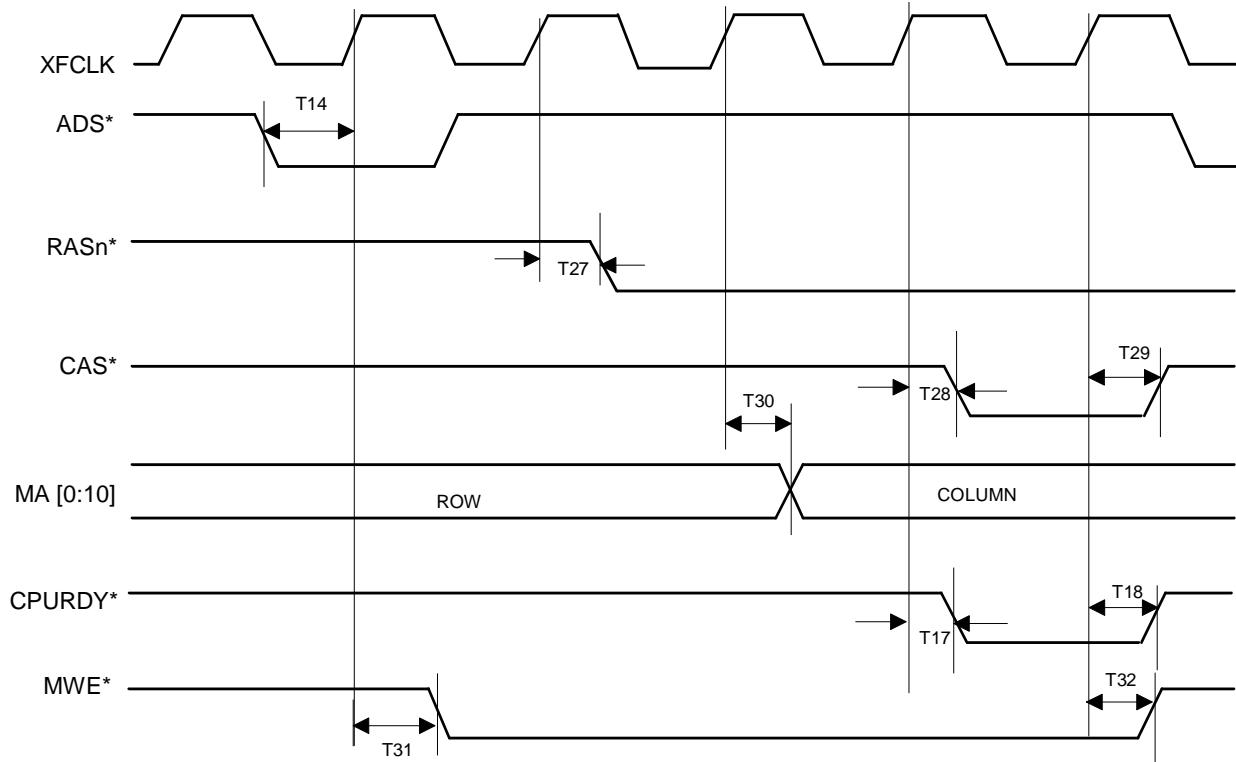 XFCLK
T14
ADS*
RASn*
T27
CAS*
T29
T28
T30
MA [0:10]
ROW
COLUMN
CPURDY*
T18
T17
MWE*
T32
T31